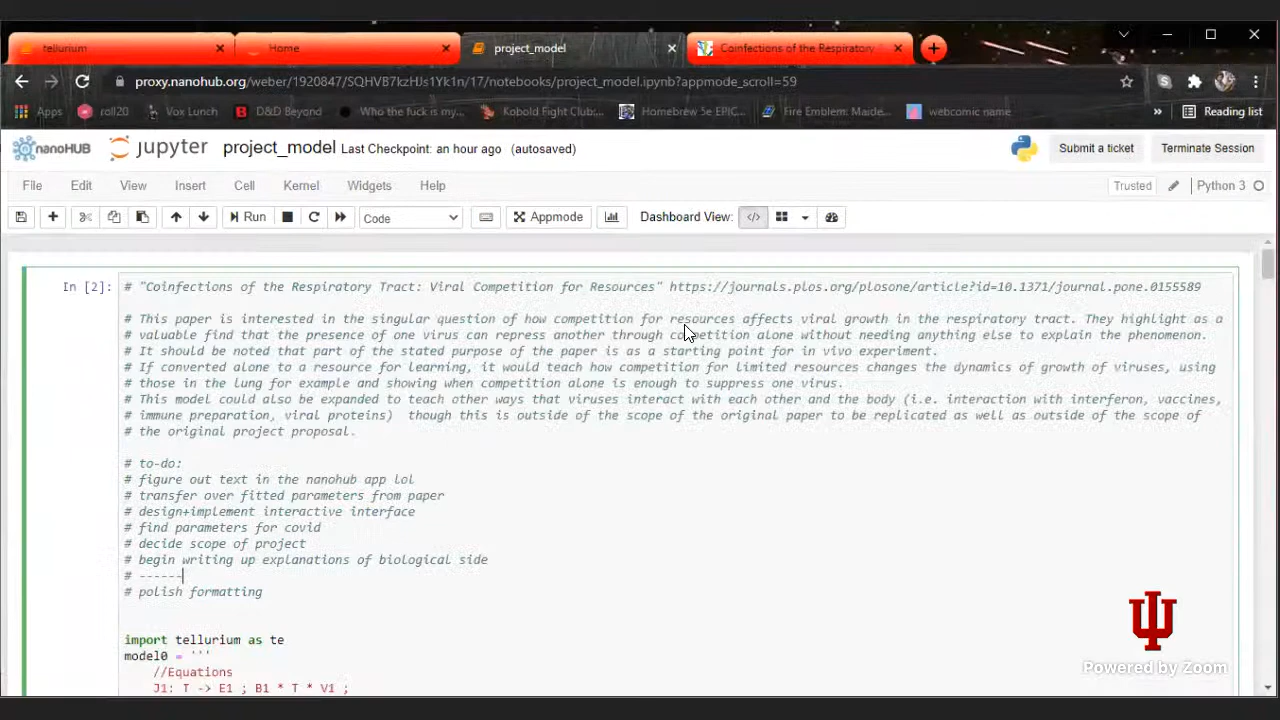 tellurium
Home
project_model
Coinfections of the Respiratory
proxy.nanohub.org/weber/1920847/SQHVB7kzHJs1Yk1n/17/notebooks/project_model.ipynb?appmode_scroll=59
Apps
roll20
Vox Lunch
D&D Beyond
Who the fuck is my...
Kobold Fight Club:...
Homebrew 5e EPIC...
Fire Emblem: Maide...
webcomic name
»
Reading list
nanoHUB
jupyter
project_model
Last Checkpoint: an hour ago
(autosaved)
Submit a ticket
Terminate Session
File
Edit
View
Insert
Cell
Kernel
Widgets
Help
Trusted
Python 3
Run
Code
Appmode
Dashboard View:
</>
In [2]:
# "Coinfections of the Respiratory Tract: Viral Competition for Resources" https://journals.plos.org/plosone/article?id=10.1371/journal.pone.0155589
# This paper is interested in the singular question of how competition for resources affects viral growth in the respiratory tract. They highlight as a
# valuable find that the presence of one virus can repress another through competition alone without needing anything else to explain the phenomenon.
# It should be noted that part of the stated purpose of the paper is as a starting point for in vivo experiment.
# If converted alone to a resource for learning, it would teach how competition for limited resources changes the dynamics of growth of viruses, using
# those in the lung for example and showing when competition alone is enough to suppress one virus.
# This model could also be expanded to teach other ways that viruses interact with each other and the body (i.e. interaction with interferon, vaccines,
# immune preparation, viral proteins)  though this is outside of the scope of the original paper to be replicated as well as outside of the scope of
# the original project proposal.
# to-do:
# figure out text in the nanohub app lol
# transfer over fitted parameters from paper
# design+implement interactive interface
# find parameters for covid
# decide scope of project
# begin writing up explanations of biological side
# ------
# polish formatting
import tellurium as te
model0 = '''
//Equations
J1: T -> E1 ; B1 * T * V1 ;
Powered by Zoom